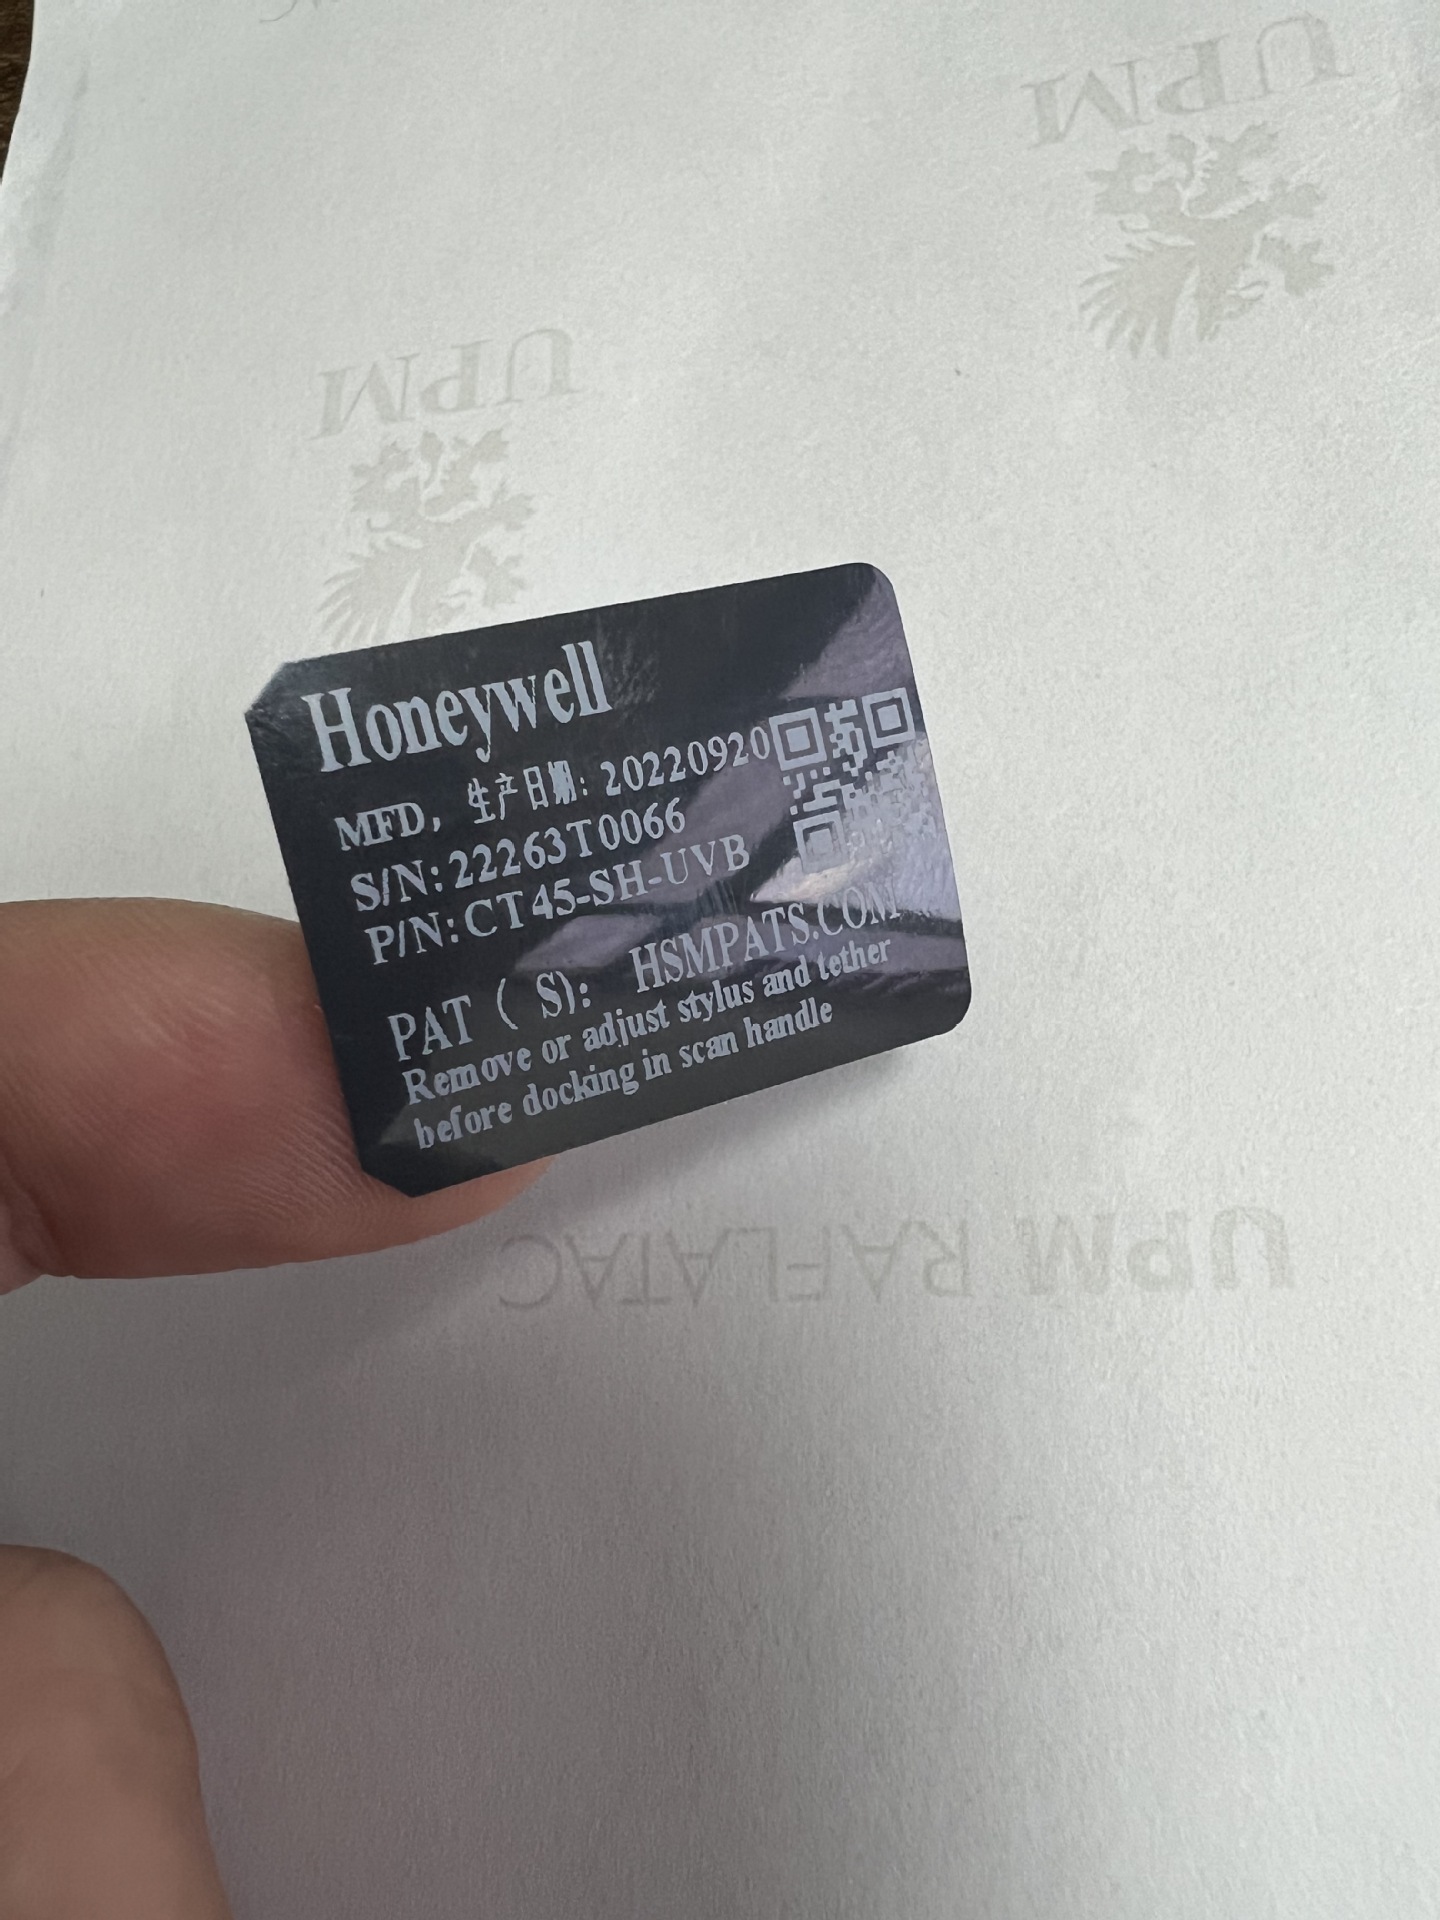 UPM
UPM
Honeywell
MFD, 生产日期: 20220920
S/N: 22263T0066
P/N: CT45-SH-UVB
PAT ( S): HSMPATS.COM
Remove or adjust stylus and tether
before docking in scan handle
UPM RAFLATAC